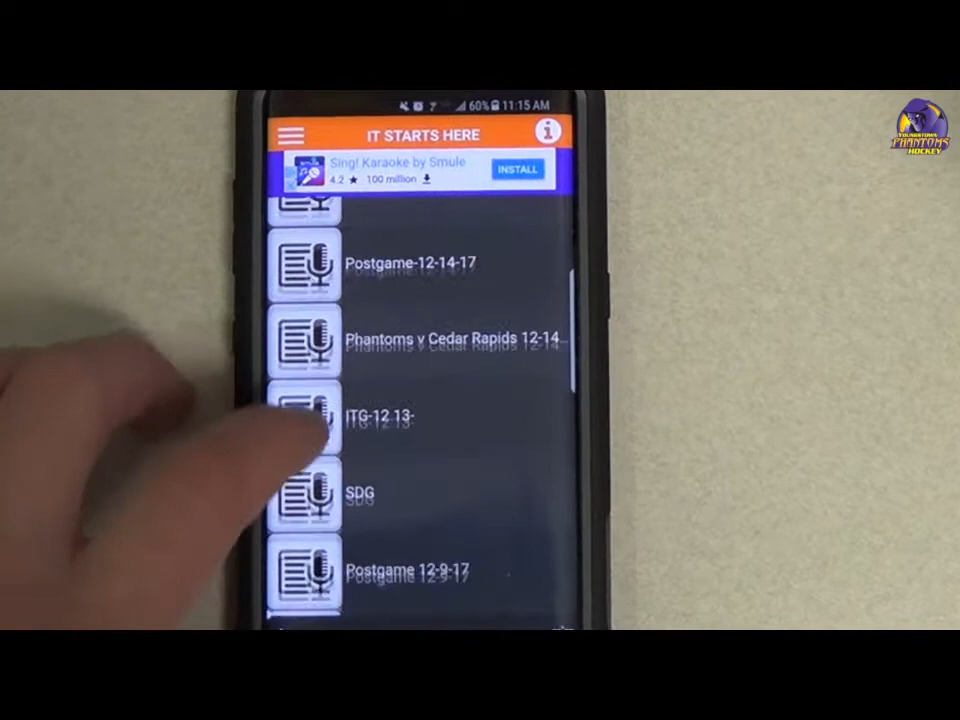 60% 11:15 AM
IT STARTS HERE
Sing! Karaoke by Smule
4.2 ★ 100 million
INSTALL
Postgame-12-14-17
Phantoms v Cedar Rapids 12-14...
ITG-12 13-
SDG
Postgame 12-9-17
YOUNGSTOWN
PHANTOMS
HOCKEY